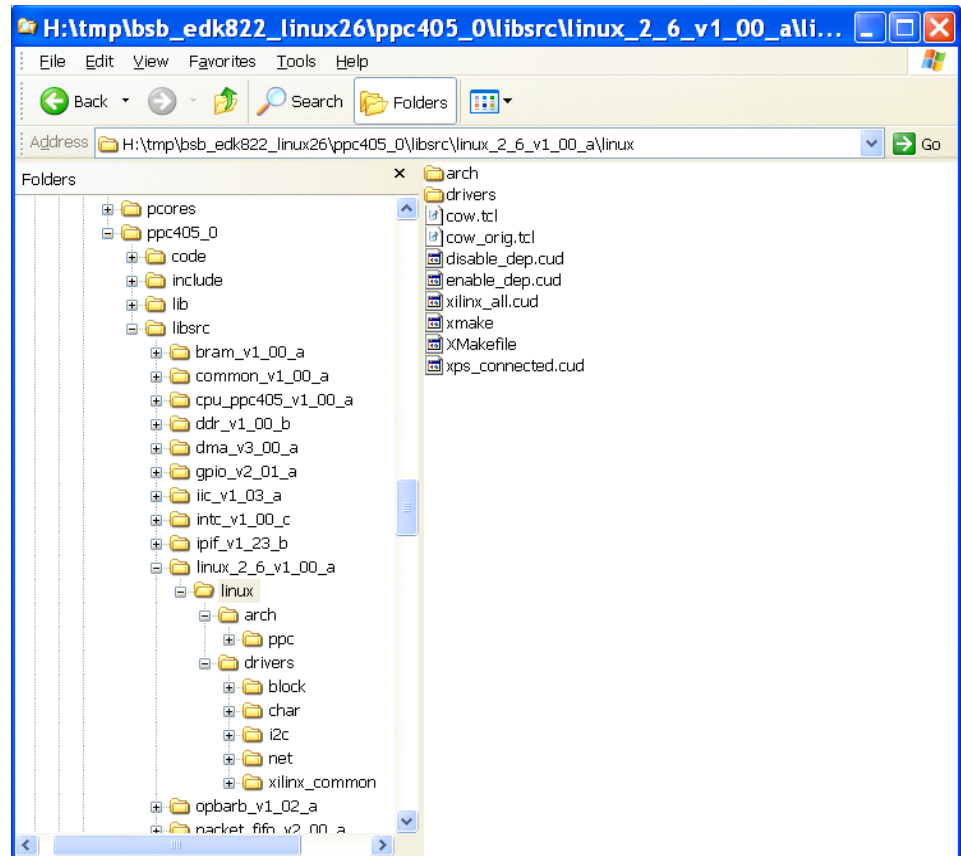 H:\tmp\bsb_edk822_linux26\ppc405_0\libsrc\linux_2_6_v1_00_a\li...
File Edit View Favorites Tools Help
Back Search Folders
Address H:\tmp\bsb_edk822_linux26\ppc405_0\libsrc\linux_2_6_v1_00_a\linux Go
Folders
pcores
ppc405_0
code
include
lib
libsrc
bram_v1_00_a
common_v1_00_a
cpu_ppc405_v1_00_a
ddr_v1_00_b
dma_v3_00_a
gpio_v2_01_a
iic_v1_03_a
intc_v1_00_c
ipif_v1_23_b
linux_2_6_v1_00_a
linux
arch
ppc
drivers
block
char
i2c
net
xilinx_common
opbarb_v1_02_a
packet_fifo_v2_00_a
arch
drivers
cow.tcl
cow_orig.tcl
disable_dep.cud
enable_dep.cud
xilinx_all.cud
xmake
XMakefile
xps_connected.cud